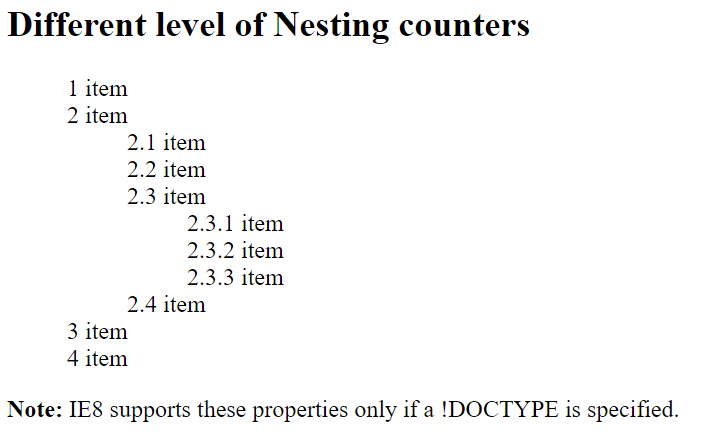 Different level of Nesting counters
1 item
2 item
2.1 item
2.2 item
2.3 item
2.3.1 item
2.3.2 item
2.3.3 item
2.4 item
3 item
4 item
Note: IE8 supports these properties only if a !DOCTYPE is specified.